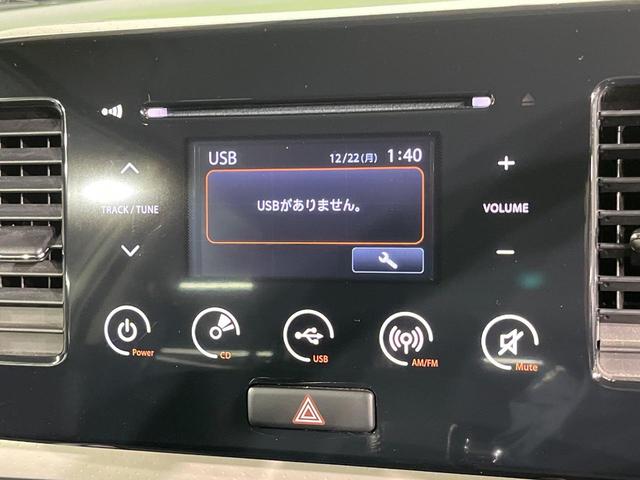 USB 12/22(月) 1:40
USBがありません。
TRACK/TUNE
+
VOLUME
−
Power
CD
USB
AM/FM
Mute